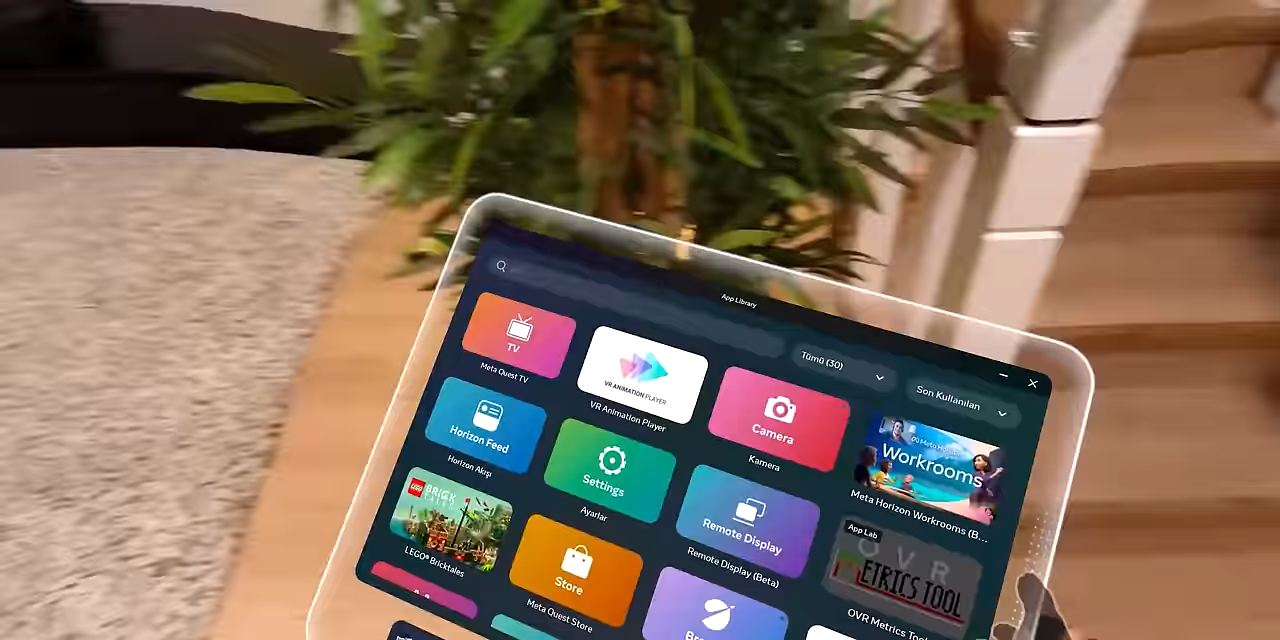 App Library
Tümü (30)
Son Kullanılan
TV
Meta Quest TV
VR ANIMATION PLAYER
VR Animation Player
Camera
Kamera
Workrooms
Meta Horizon Workrooms (B...
Horizon Feed
Horizon Akışı
Settings
Ayarlar
Remote Display
Remote Display (Beta)
App Lab
OVR
METRICS TOOL
OVR Metrics Tool
LEGO
BRICK
TALES
LEGO® Bricktales
Store
Meta Quest Store